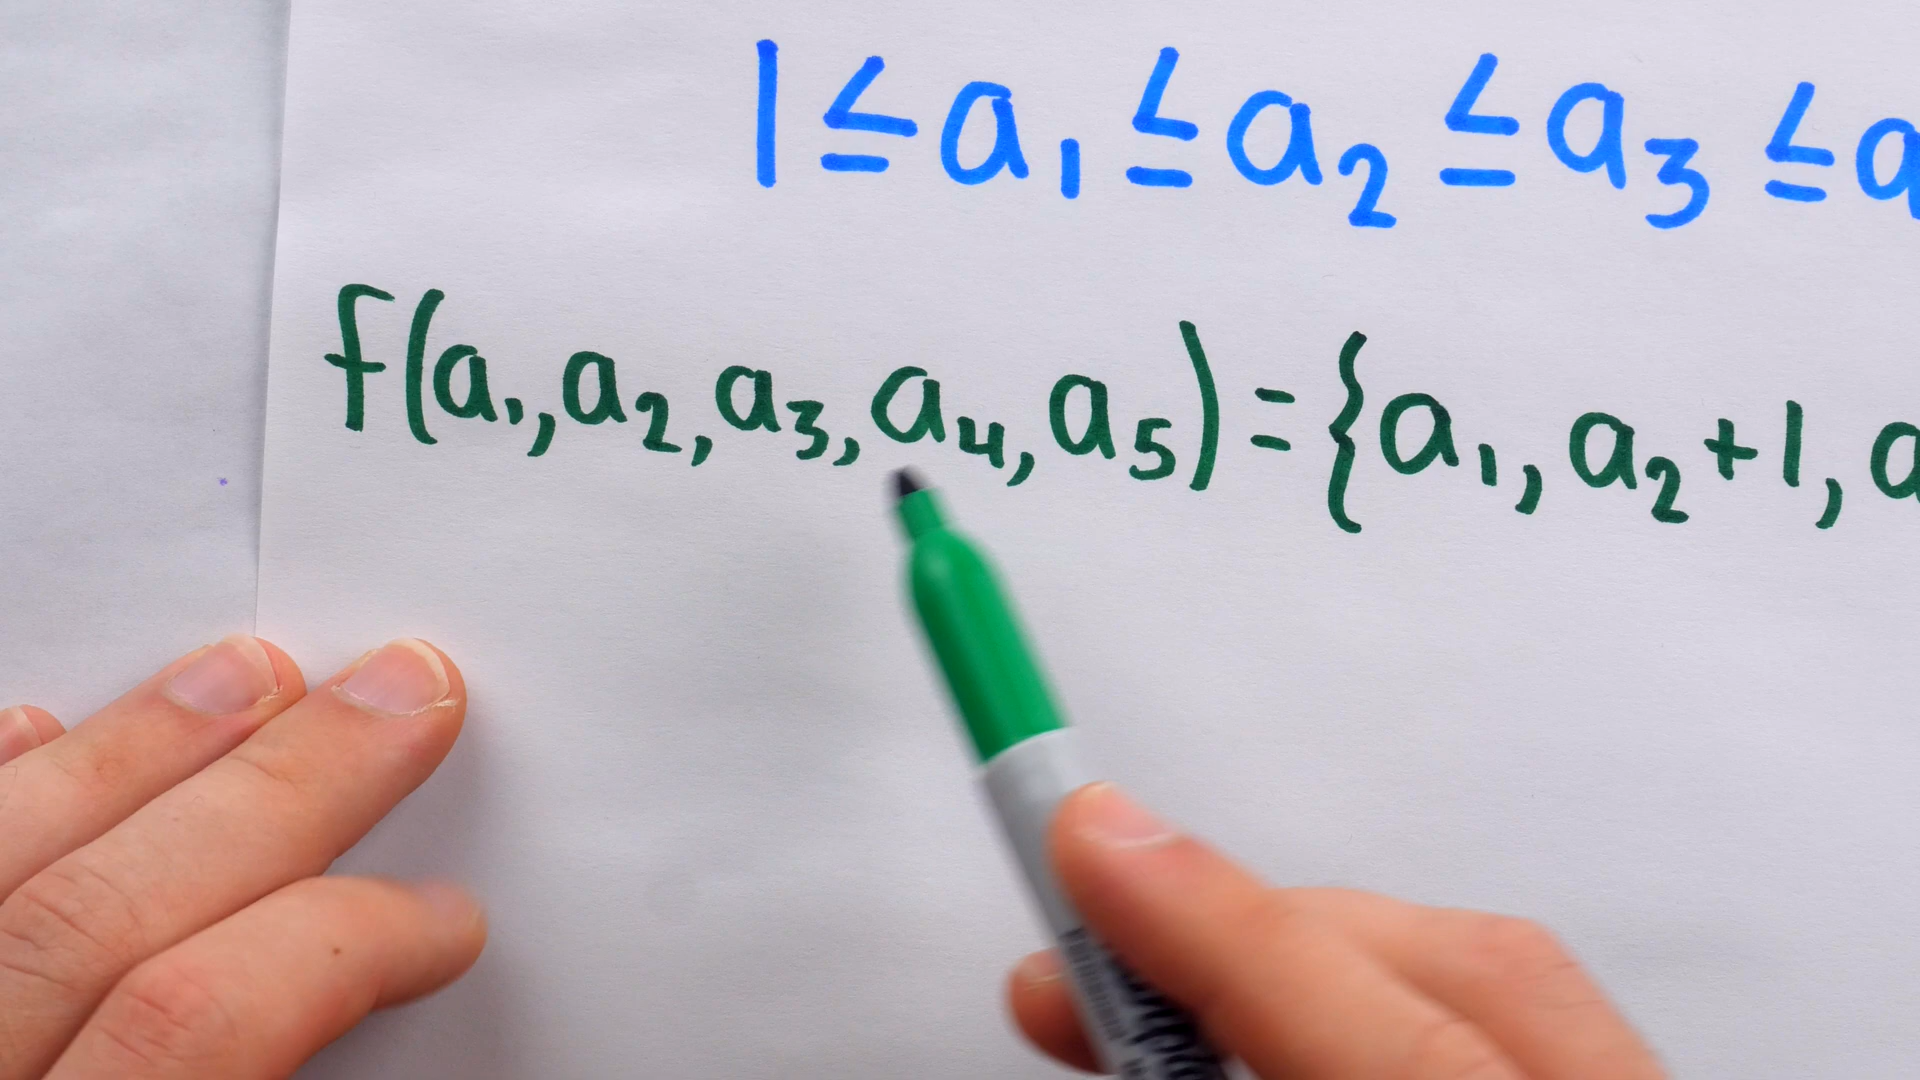 1 ≤ a₁ ≤ a₂ ≤ a₃ ≤ a
f(a₁, a₂, a₃, a₄, a₅) = {a₁, a₂+1, a